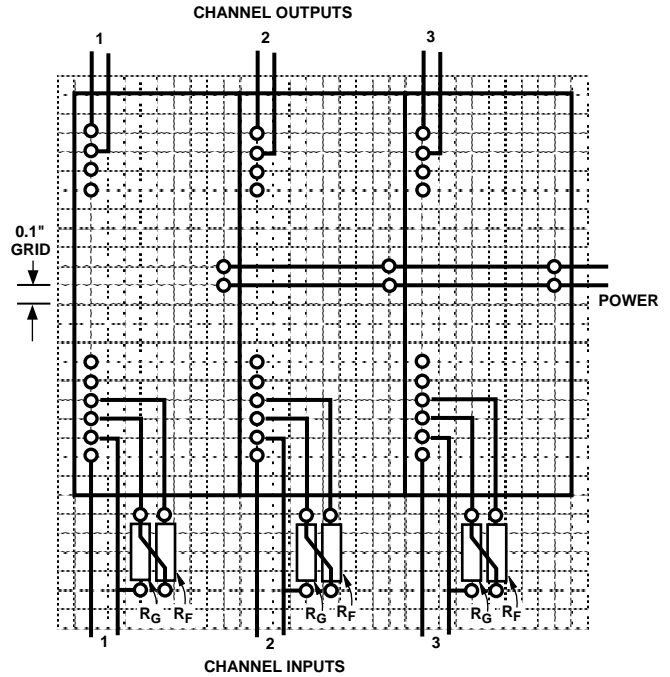 CHANNEL OUTPUTS
1 2 3
0.1"
GRID
POWER
RG RF RG RF RG RF
1 2 3
CHANNEL INPUTS